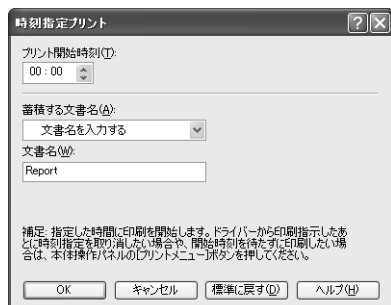 時刻指定プリント
プリント開始時刻(T):
00 : 00
蓄積する文書名(A):
文書名を入力する
文書名(W):
Report
補足: 指定した時間に印刷を開始します。ドライバーから印刷指示したあ
とに時刻指定を取り消したい場合や、開始時刻を待たずに印刷したい場
合は、本体操作パネルの[プリントメニュー]ボタンを押してください。
OK キャンセル 標準に戻す(D) ヘルプ(H)